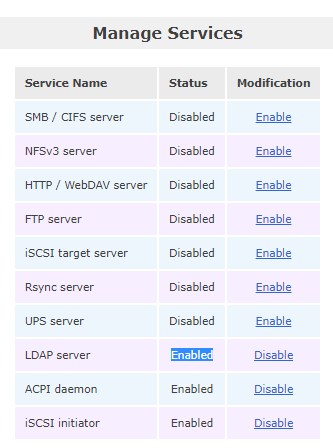 Manage Services
Service Name Status Modification
SMB / CIFS server Disabled Enable
NFSv3 server Disabled Enable
HTTP / WebDAV server Disabled Enable
FTP server Disabled Enable
iSCSI target server Disabled Enable
Rsync server Disabled Enable
UPS server Disabled Enable
LDAP server Enabled Disable
ACPI daemon Enabled Disable
iSCSI initiator Enabled Disable